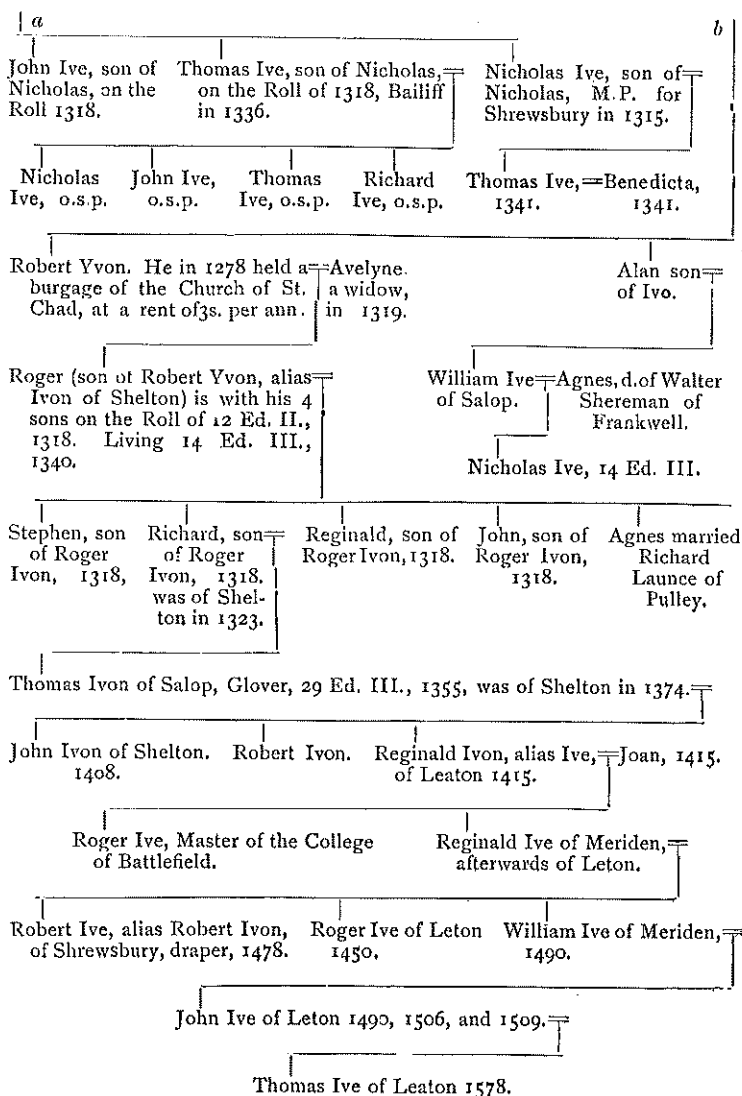 a
b
John Ive, son of
Nicholas, on the
Roll 1318.
Thomas Ive, son of Nicholas,
on the Roll of 1318, Bailiff
in 1336.
Nicholas Ive, son of
Nicholas, M.P. for
Shrewsbury in 1315.
Nicholas
Ive, o.s.p.
John Ive,
o.s.p.
Thomas
Ive, o.s.p.
Richard
Ive, o.s.p.
Thomas Ive,=Benedicta,
1341. 1341.
Robert Yvon. He in 1278 held a
burgage of the Church of St.
Chad, at a rent of3s. per ann.
Avelyne.
a widow,
in 1319.
Alan son
of Ivo.
Roger (son of Robert Yvon, alias
Ivon of Shelton) is with his 4
sons on the Roll of 12 Ed. II.,
1318. Living 14 Ed. III.,
1340.
William Ive
of Salop.
Agnes, d. of Walter
Shereman of
Frankwell.
Nicholas Ive, 14 Ed. III.
Stephen, son
of Roger
Ivon, 1318,
Richard, son
of Roger
Ivon, 1318.
was of Shel-
ton in 1323.
Reginald, son of
Roger Ivon, 1318.
John, son of
Roger Ivon,
1318.
Agnes married
Richard
Launce of
Pulley.
Thomas Ivon of Salop, Glover, 29 Ed. III., 1355, was of Shelton in 1374.
John Ivon of Shelton.
1408.
Robert Ivon.
Reginald Ivon, alias Ive,
of Leaton 1415.
Joan, 1415.
Roger Ive, Master of the College
of Battlefield.
Reginald Ive of Meriden,
afterwards of Leton.
Robert Ive, alias Robert Ivon,
of Shrewsbury, draper, 1478.
Roger Ive of Leton
1450.
William Ive of Meriden,
1490.
John Ive of Leton 1490, 1506, and 1509.
Thomas Ive of Leaton 1578.